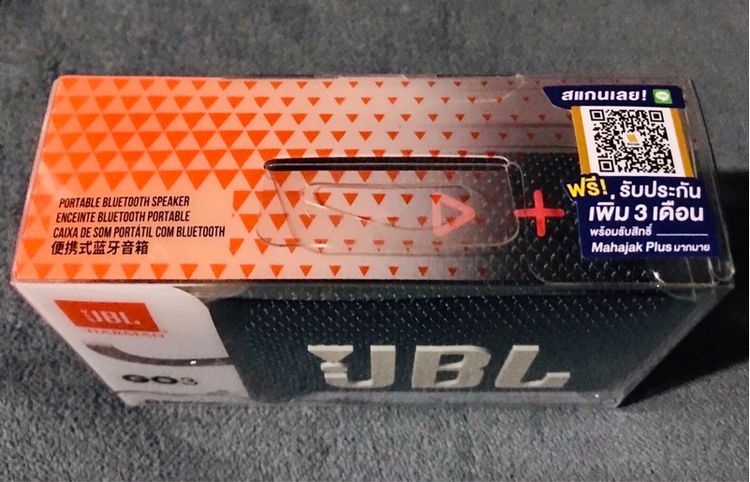 สแกนเลย!
ฟรี! รับประกัน
เพิ่ม 3 เดือน
พร้อมรับสิทธิ์
Mahajak Plus มากมาย
PORTABLE BLUETOOTH SPEAKER
ENCEINTE BLUETOOTH PORTABLE
CAIXA DE SOM PORTÁTIL COM BLUETOOTH
便携式蓝牙音箱
JBL
HARMAN
GO3
JBL